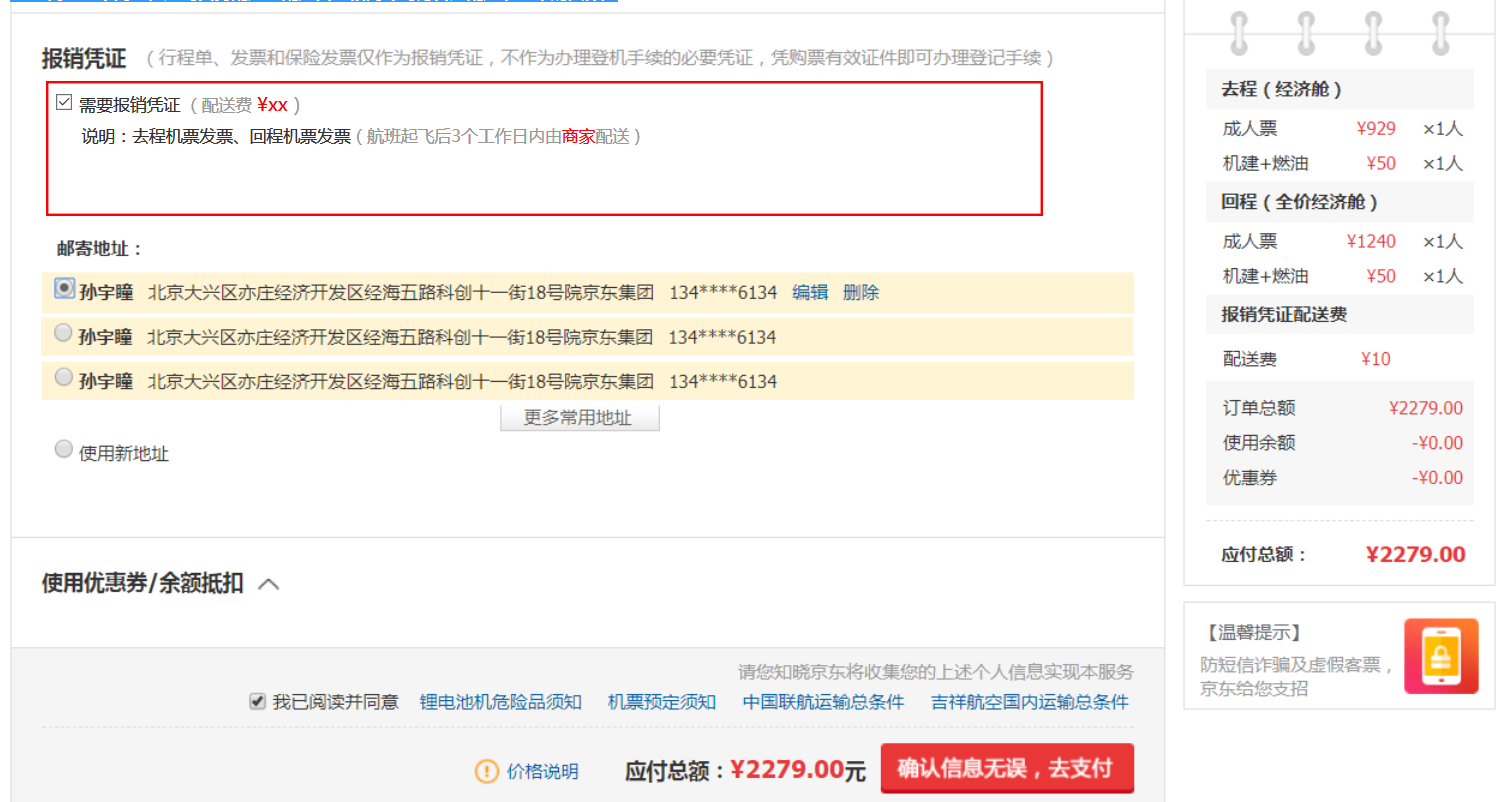 报销凭证 （行程单、发票和保险发票仅作为报销凭证，不作为办理登机手续的必要凭证，凭购票有效证件即可办理登记手续）
需要报销凭证（配送费 ¥xx ）
说明：去程机票发票、回程机票发票（航班起飞后3个工作日内由商家配送）
邮寄地址：
孙宇瞳 北京大兴区亦庄经济开发区经海五路科创十一街18号院京东集团 134****6134 编辑 删除
孙宇瞳 北京大兴区亦庄经济开发区经海五路科创十一街18号院京东集团 134****6134
孙宇瞳 北京大兴区亦庄经济开发区经海五路科创十一街18号院京东集团 134****6134
更多常用地址
使用新地址
使用优惠券/余额抵扣
请您知晓京东将收集您的上述个人信息实现本服务
我已阅读并同意 锂电池机危险品须知 机票预定须知 中国联航运输总条件 吉祥航空国内运输总条件
价格说明 应付总额：¥2279.00元 确认信息无误，去支付
去程（经济舱）
成人票 ¥929 ×1人
机建+燃油 ¥50 ×1人
回程（全价经济舱）
成人票 ¥1240 ×1人
机建+燃油 ¥50 ×1人
报销凭证配送费
配送费 ¥10
订单总额 ¥2279.00
使用余额 -¥0.00
优惠券 -¥0.00
应付总额： ¥2279.00
【温馨提示】
防短信诈骗及虚假客票，
京东给您支招